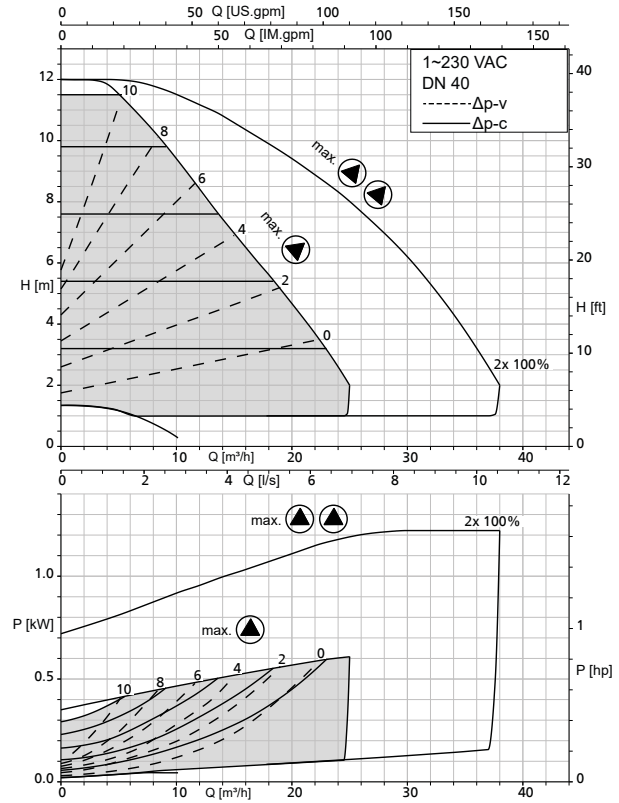 0 50 100 150
Q [US.gpm]
0 50 100 150
Q [IM.gpm]
1~230 VAC
DN 40
Δp-v
Δp-c
12
10
8
6
H [m]
4
2
0
40
30
20
H [ft]
10
0
10
8
6
4
2
0
max.
max.
2x 100%
0 10 20 30 40
Q [m³/h]
0 2 4 6 8 10 12
Q [l/s]
2x 100%
max.
max.
1.0
P [kW]
0.5
0.0
1
P [hp]
0
10 8 6 4 2 0
0 10 20 30 40
Q [m³/h]